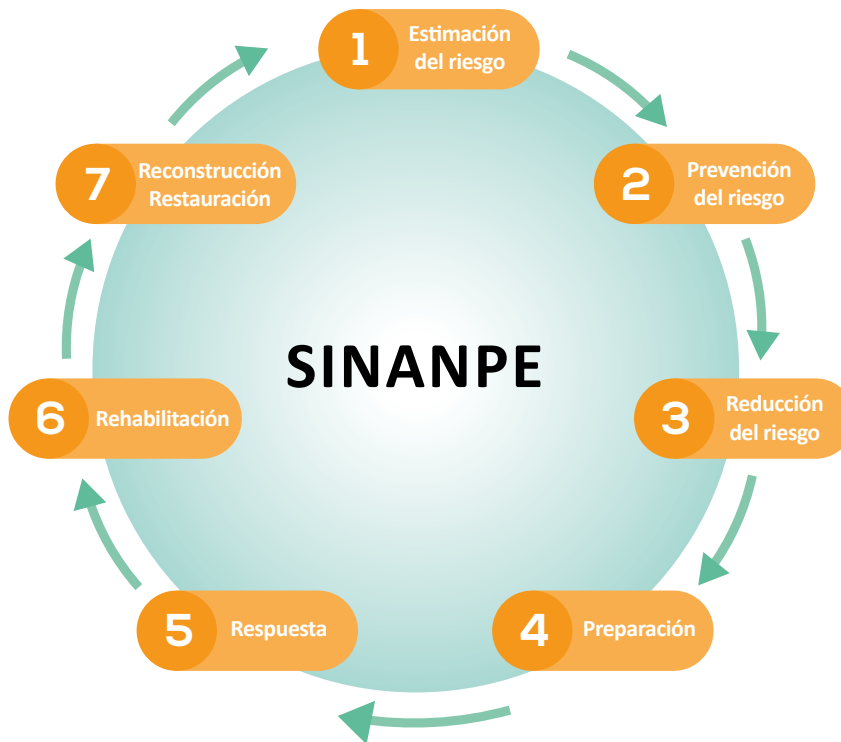 1
Estimación
del riesgo
2
Prevención
del riesgo
3
Reducción
del riesgo
4
Preparación
5
Respuesta
6
Rehabilitación
7
Reconstrucción
Restauración
SINANPE